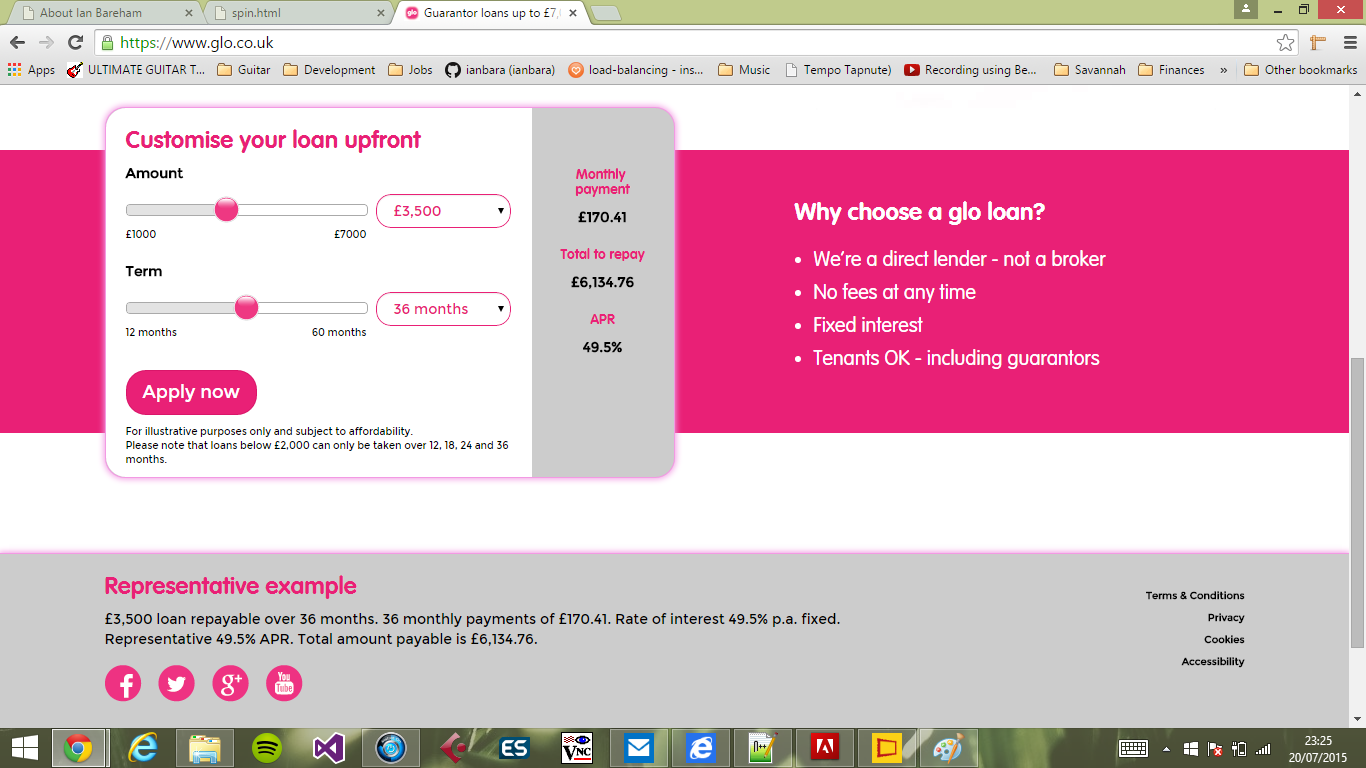 About Ian Bareham
spin.html
glo
Guarantor loans up to £7,
https://www.glo.co.uk
Apps
ULTIMATE GUITAR T...
Guitar
Development
Jobs
ianbara (ianbara)
load-balancing - ins...
Music
Tempo Tapnute)
Recording using Be...
Savannah
Finances
»
Other bookmarks
Customise your loan upfront
Amount
£3,500
£1000
£7000
Term
36 months
12 months
60 months
Apply now
For illustrative purposes only and subject to affordability.
Please note that loans below £2,000 can only be taken over 12, 18, 24 and 36
months.
Monthly
payment
£170.41
Total to repay
£6,134.76
APR
49.5%
Why choose a glo loan?
• We're a direct lender - not a broker
• No fees at any time
• Fixed interest
• Tenants OK - including guarantors
Representative example
£3,500 loan repayable over 36 months. 36 monthly payments of £170.41. Rate of interest 49.5% p.a. fixed.
Representative 49.5% APR. Total amount payable is £6,134.76.
Terms & Conditions
Privacy
Cookies
Accessibility
f
g+
You
Tube
ES
VNC
23:25
20/07/2015